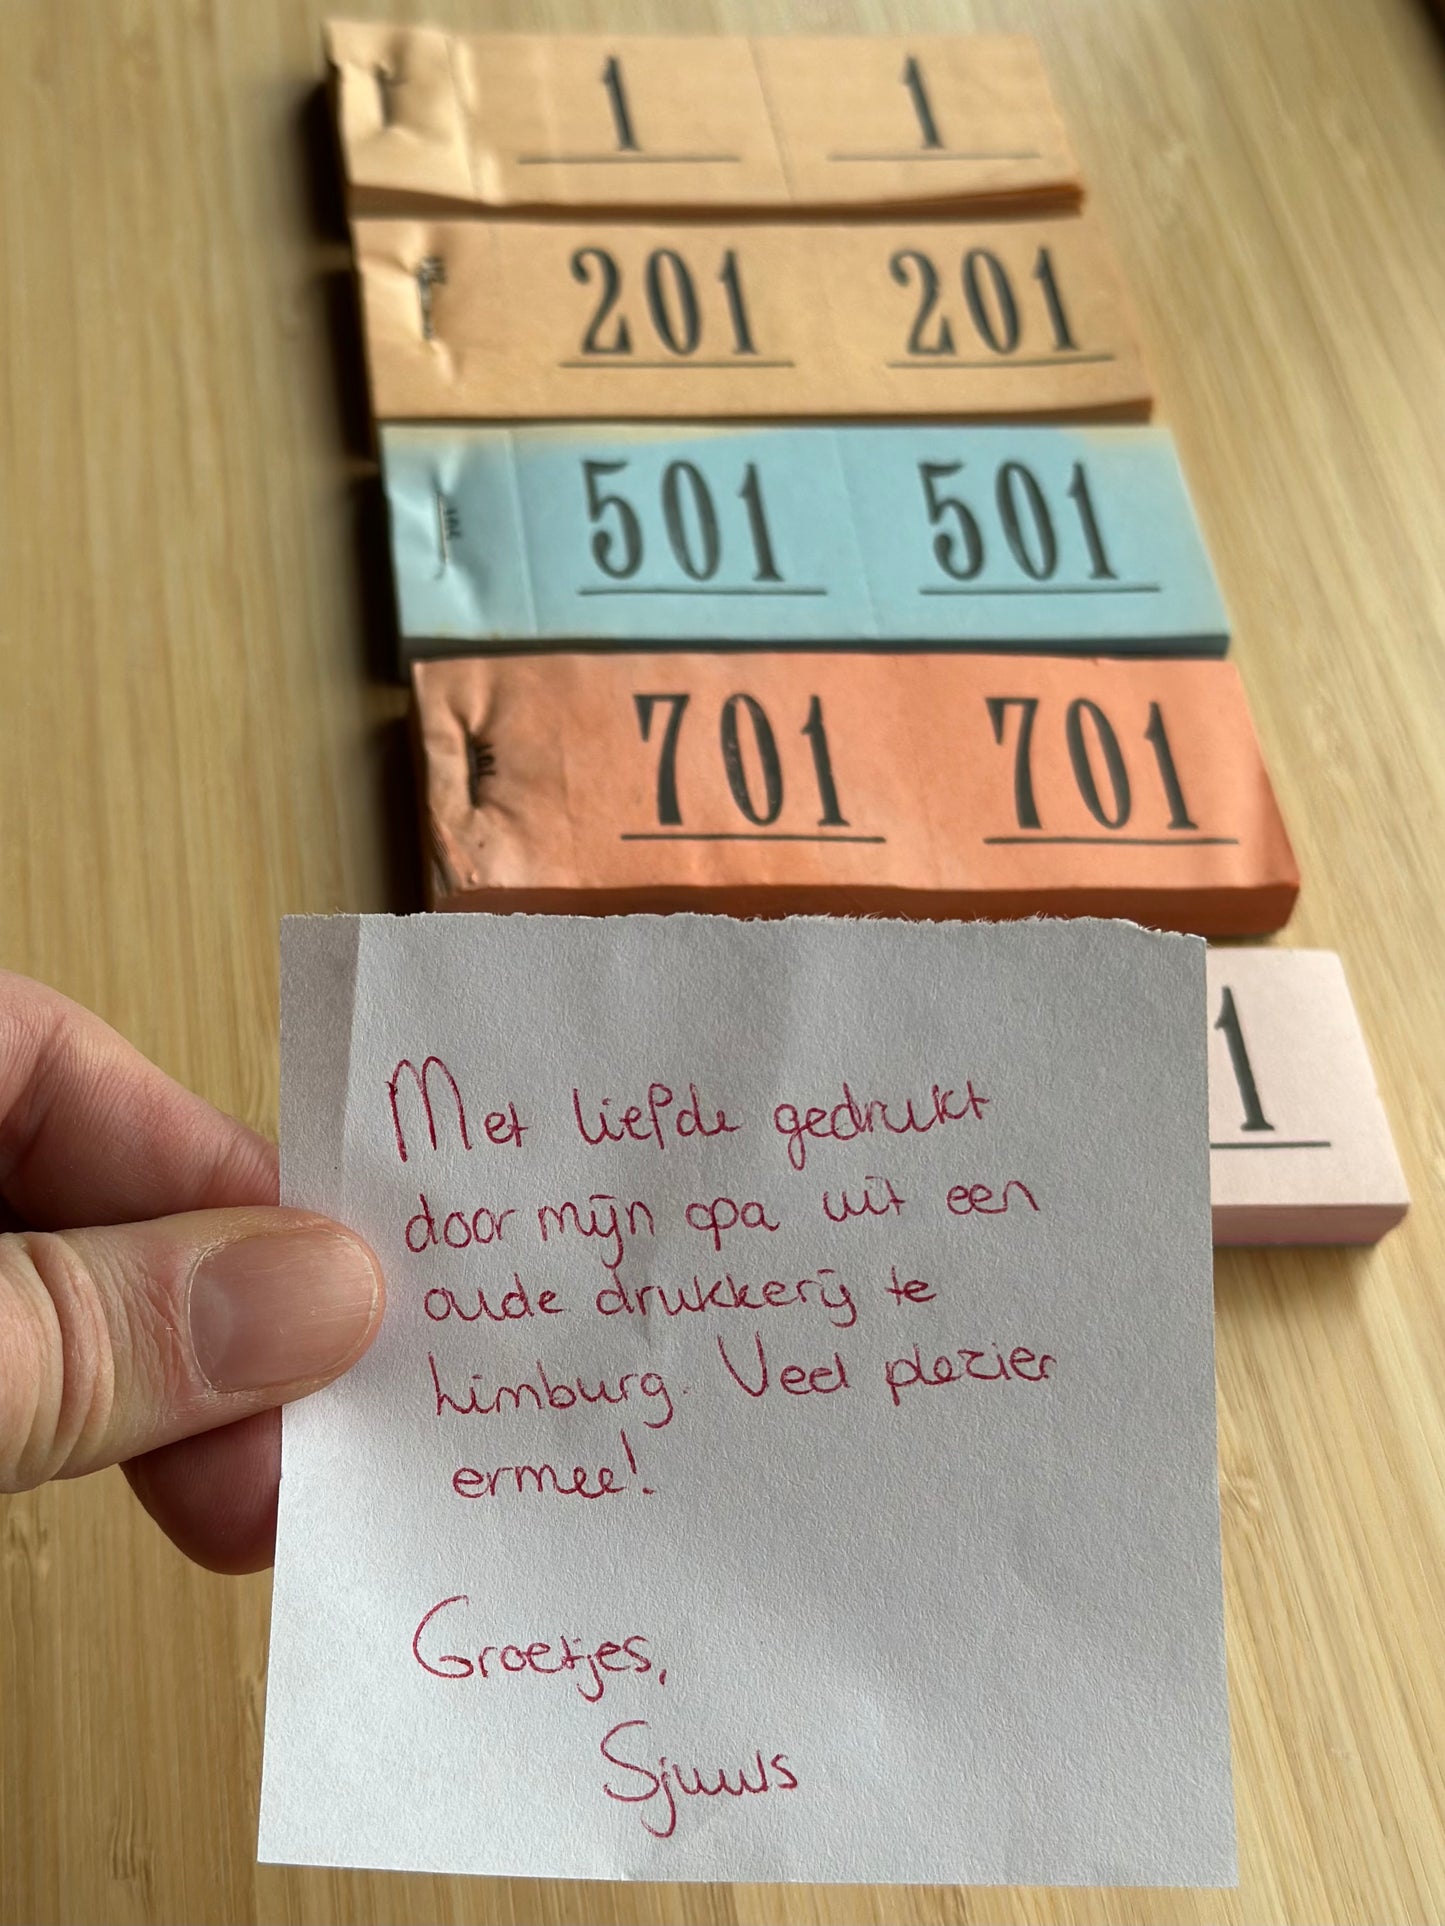 1 1
201 201
501 501
701 701
1
Met liefde gedrukt
door mijn opa uit een
oude drukkerij te
Limburg. Veel plezier
ermee!
Groetjes,
Sjuuls